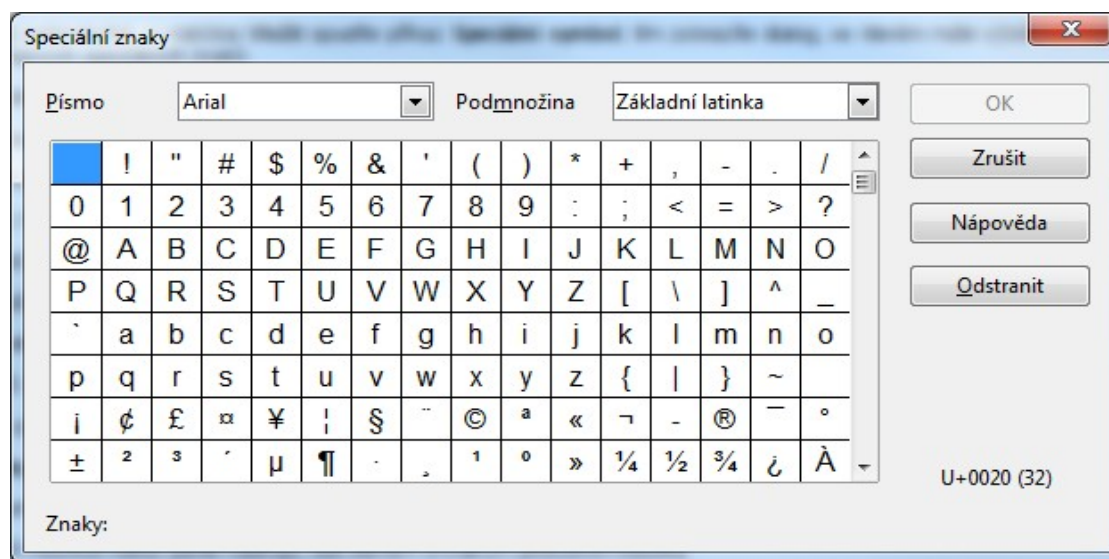 Speciální znaky
Písmo Arial Podmnožina Základní latinka OK
! " # $ % & ' ( ) * + , - . / Zrušit
0 1 2 3 4 5 6 7 8 9 : ; < = > ? Nápověda
@ A B C D E F G H I J K L M N O
P Q R S T U V W X Y Z [ \ ] ^ _ Odstranit
` a b c d e f g h i j k l m n o
p q r s t u v w x y z { | } ~
¡ ¢ £ ¤ ¥ ¦ § ¨ © ª « ¬ - ® ¯ °
± ² ³ ´ µ ¶ · ¸ ¹ º » ¼ ½ ¾ ¿ À
U+0020 (32)
Znaky: